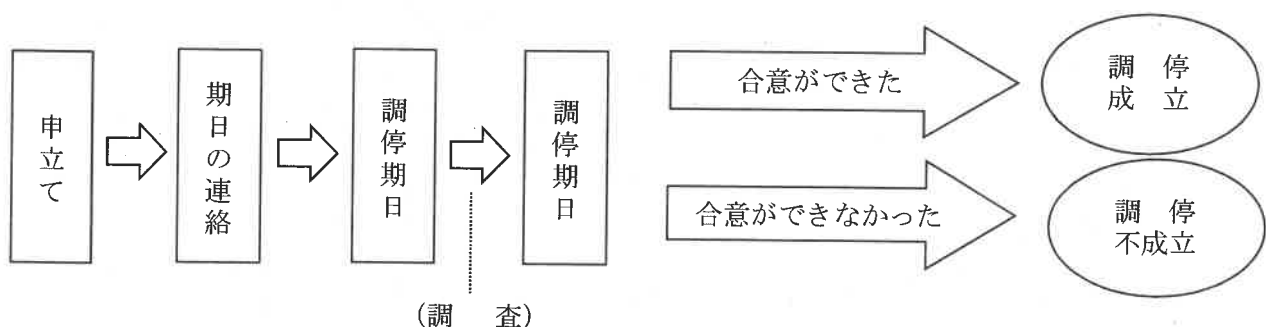 申立て
期日の連絡
調停期日
調停期日
(調　査)
合意ができた
調　停
成　立
合意ができなかった
調　停
不成立